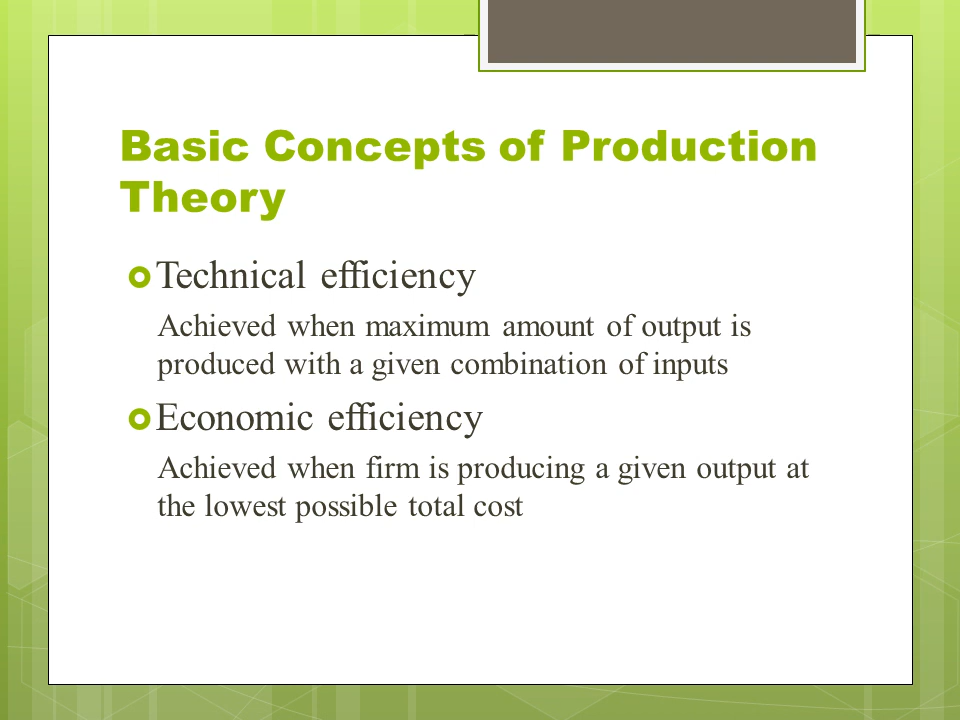 Basic Concepts of Production
Theory
Technical efficiency
Achieved when maximum amount of output is
produced with a given combination of inputs
Economic efficiency
Achieved when firm is producing a given output at
the lowest possible total cost